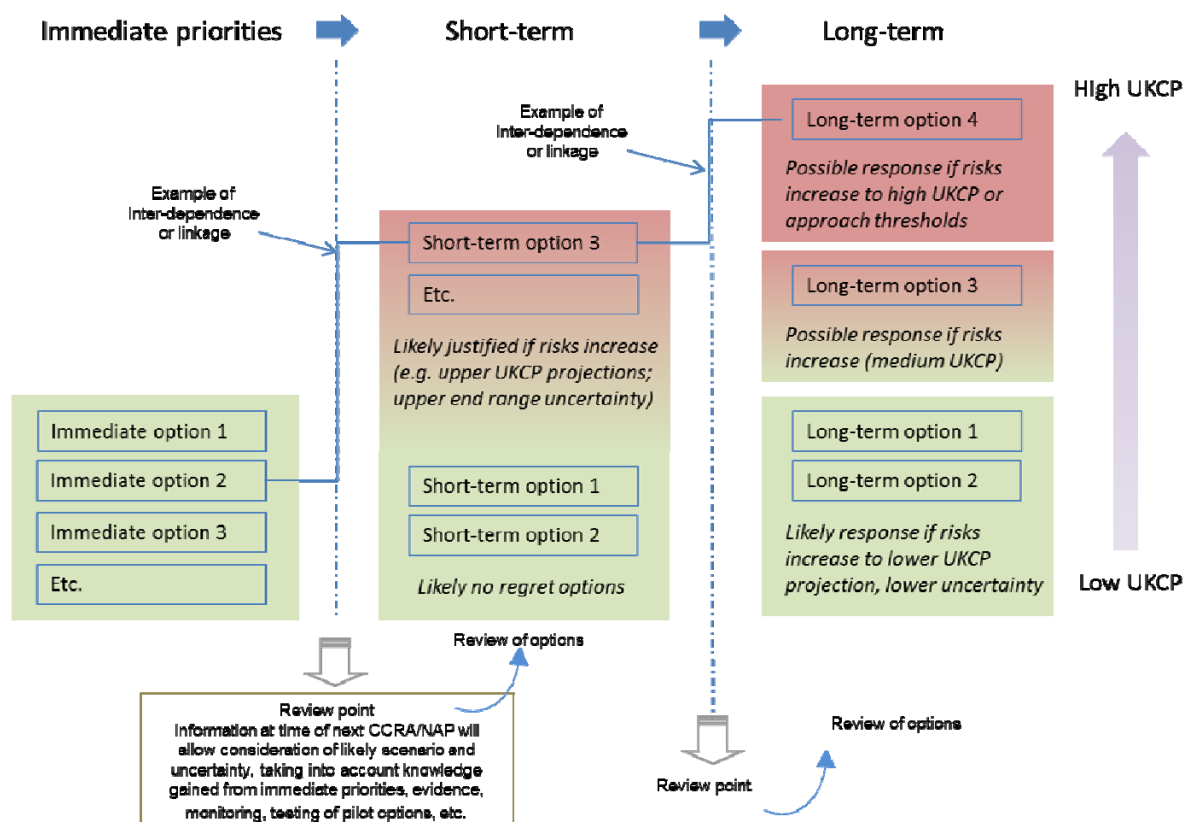 Immediate priorities
Short-term
Long-term
Example of
Inter-dependence
or linkage
Immediate option 1
Immediate option 2
Immediate option 3
Etc.
Example of
Inter-dependence
or linkage
Short-term option 3
Etc.
Likely justified if risks increase
(e.g. upper UKCP projections;
upper end range uncertainty)
Short-term option 1
Short-term option 2
Likely no regret options
Long-term option 4
Possible response if risks
increase to high UKCP or
approach thresholds
Long-term option 3
Possible response if risks
increase (medium UKCP)
Long-term option 1
Long-term option 2
Likely response if risks
increase to lower UKCP
projection, lower uncertainty
High UKCP
Low UKCP
Review of options
Review point
Information at time of next CCRA/NAP will
allow consideration of likely scenario and
uncertainty, taking into account knowledge
gained from immediate priorities, evidence,
monitoring, testing of pilot options, etc.
Review of options
Review point